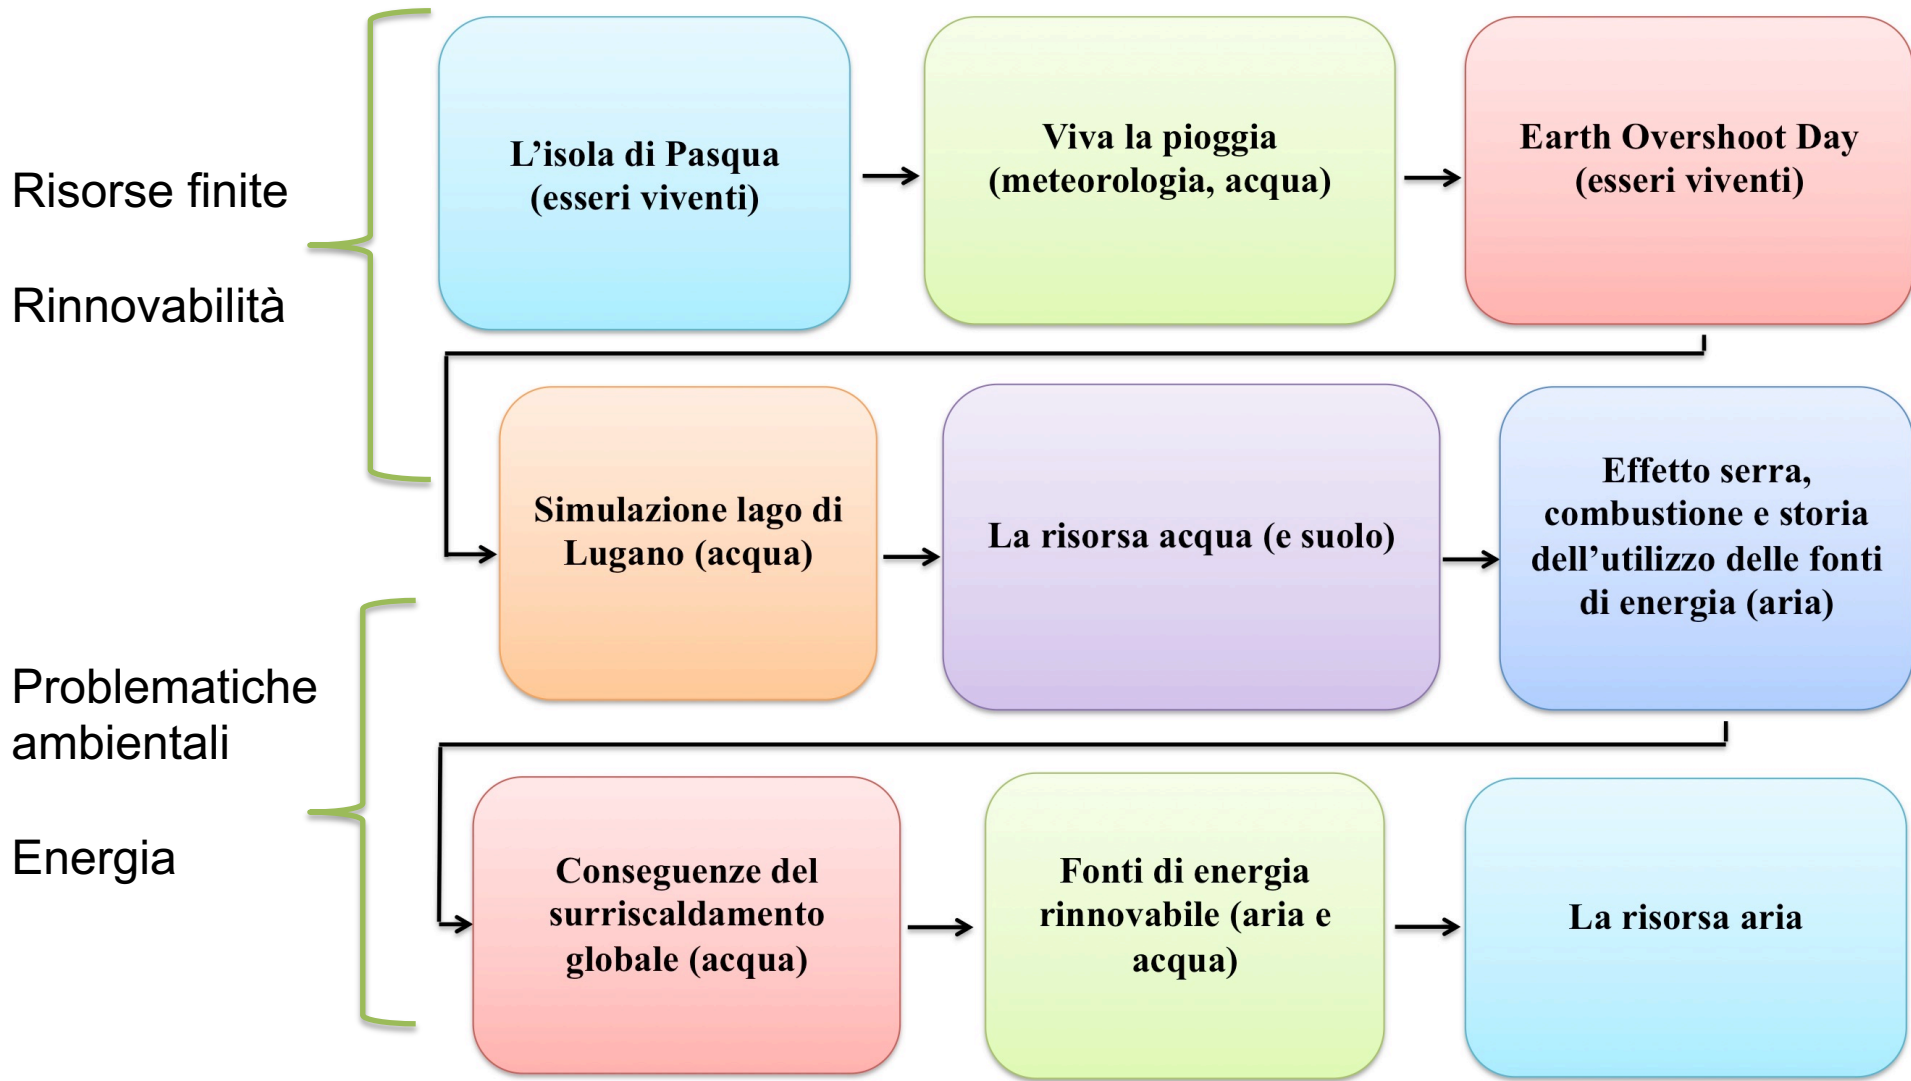 Risorse finite
Rinnovabilità
L’isola di Pasqua
(esseri viventi)
Viva la pioggia
(meteorologia, acqua)
Earth Overshoot Day
(esseri viventi)
Simulazione lago di
Lugano (acqua)
La risorsa acqua (e suolo)
Effetto serra,
combustione e storia
dell’utilizzo delle fonti
di energia (aria)
Problematiche
ambientali
Energia
Conseguenze del
surriscaldamento
globale (acqua)
Fonti di energia
rinnovabile (aria e
acqua)
La risorsa aria